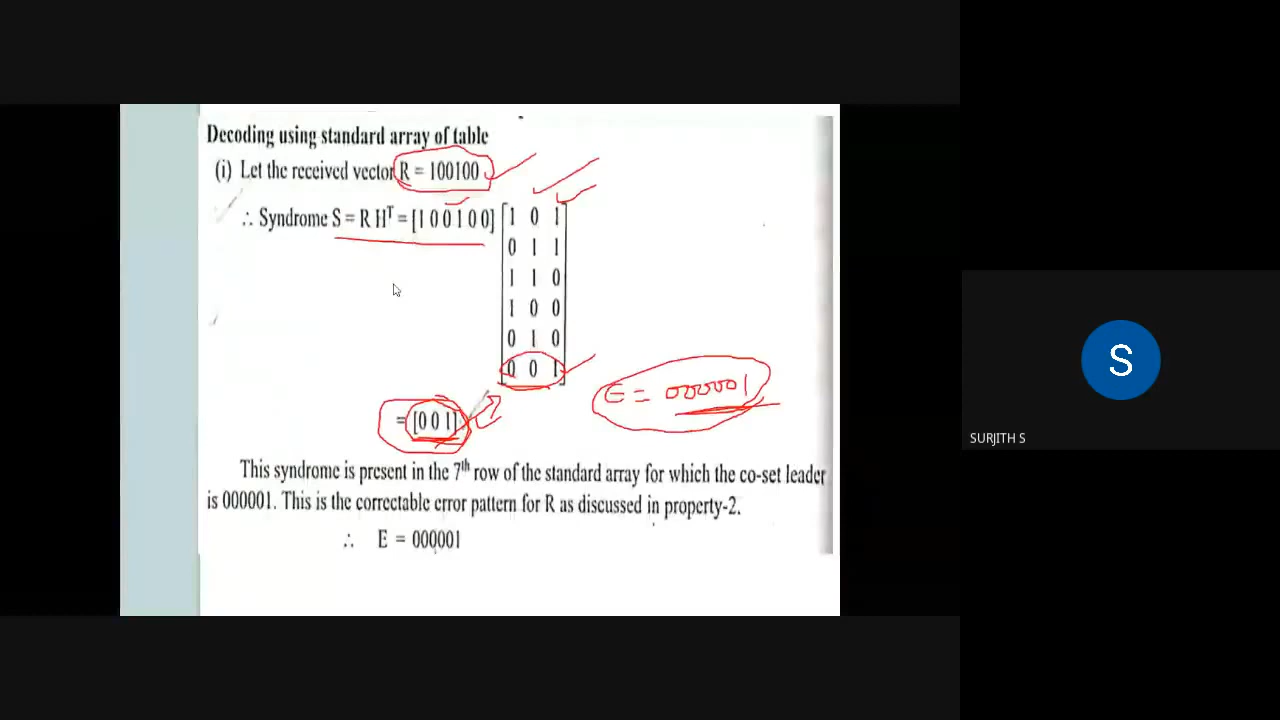 Decoding using standard array of table
(i) Let the received vector R = 100100
∴ Syndrome S = R Hᵀ = [1 0 0 1 0 0] [1 0 1
0 1 1
1 1 0
1 0 0
0 1 0
0 0 1]
E = 000001
= [0 0 1]
This syndrome is present in the 7ᵗʰ row of the standard array for which the co-set leader
is 000001. This is the correctable error pattern for R as discussed in property-2.
∴ E = 000001
S
SURJITH S